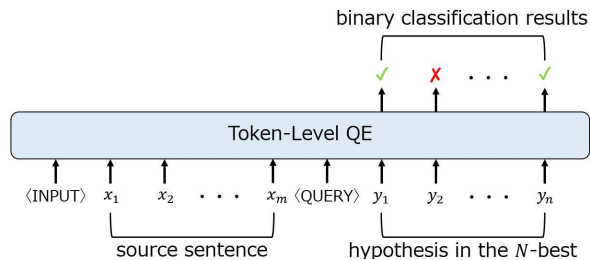 binary classification results
✓ ✗ · · · ✓
Token-Level QE
⟨INPUT⟩ x₁ x₂ · · · xₘ ⟨QUERY⟩ y₁ y₂ · · · yₙ
source sentence hypothesis in the N-best